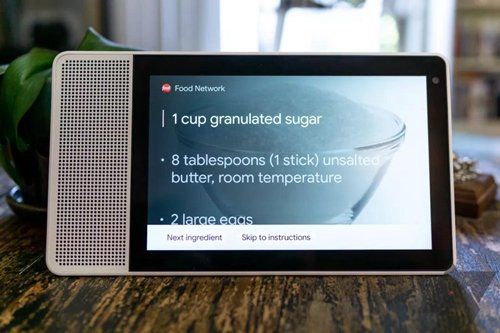 Food Network
1 cup granulated sugar
• 8 tablespoons (1 stick) unsalted
butter, room temperature
• 2 large eggs
Next ingredient Skip to instructions